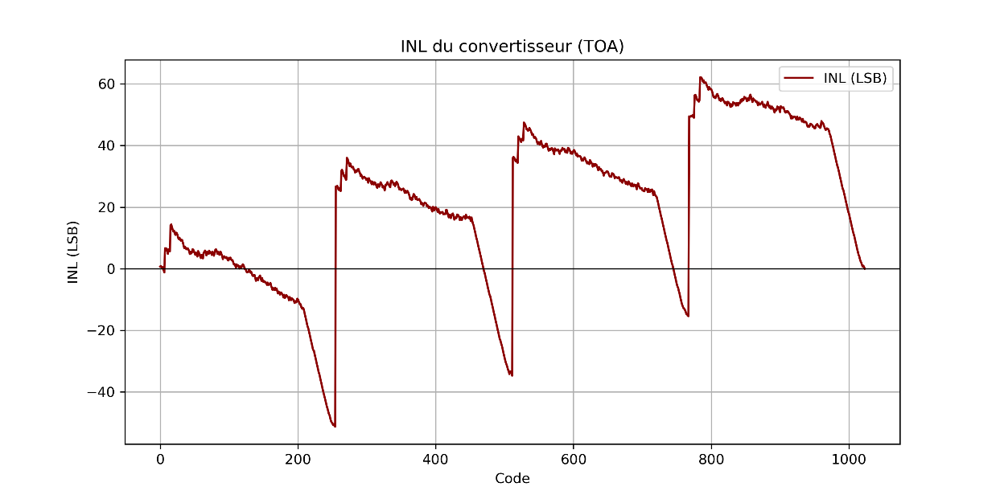 INL du convertisseur (TOA)
INL (LSB)
60
40
20
0
−20
−40
INL (LSB)
0 200 400 600 800 1000
Code